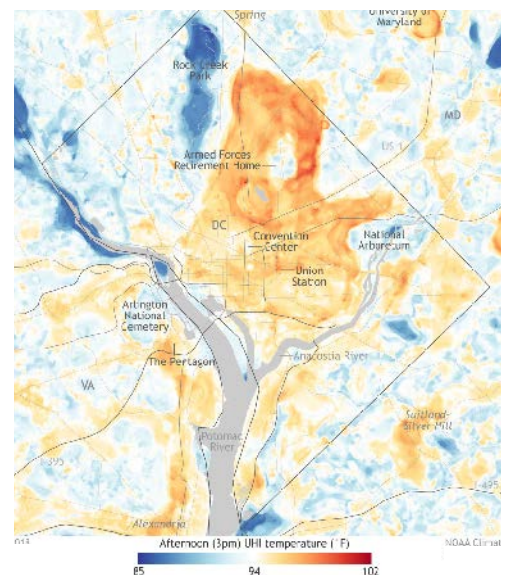 Spring
University of
Maryland
Rock Creek
Park
MD
US 1
Armed Forces
Retirement Home
DC
Convention
Center
National
Arboretum
Union
Station
Arlington
National
Cemetery
The Pentagon
Anacostia River
VA
Suitland-
Silver Hill
Potomac
River
I-395
I-495
Alexandria
NOAA Climat
Afternoon (3pm) UHI temperature (°F)
85 94 102